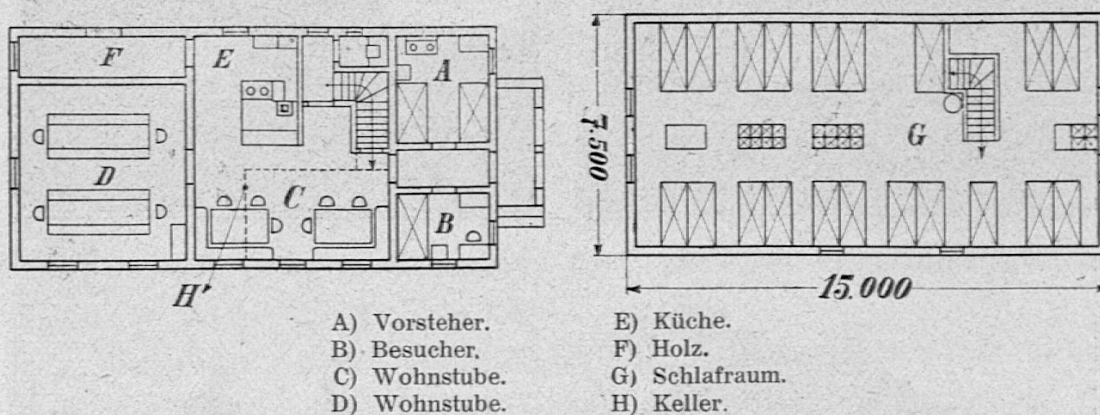 F
E
A
D
C
B
H
G
7.500
15.000
A) Vorsteher.
B) Besucher.
C) Wohnstube.
D) Wohnstube.
E) Küche.
F) Holz.
G) Schlafraum.
H) Keller.